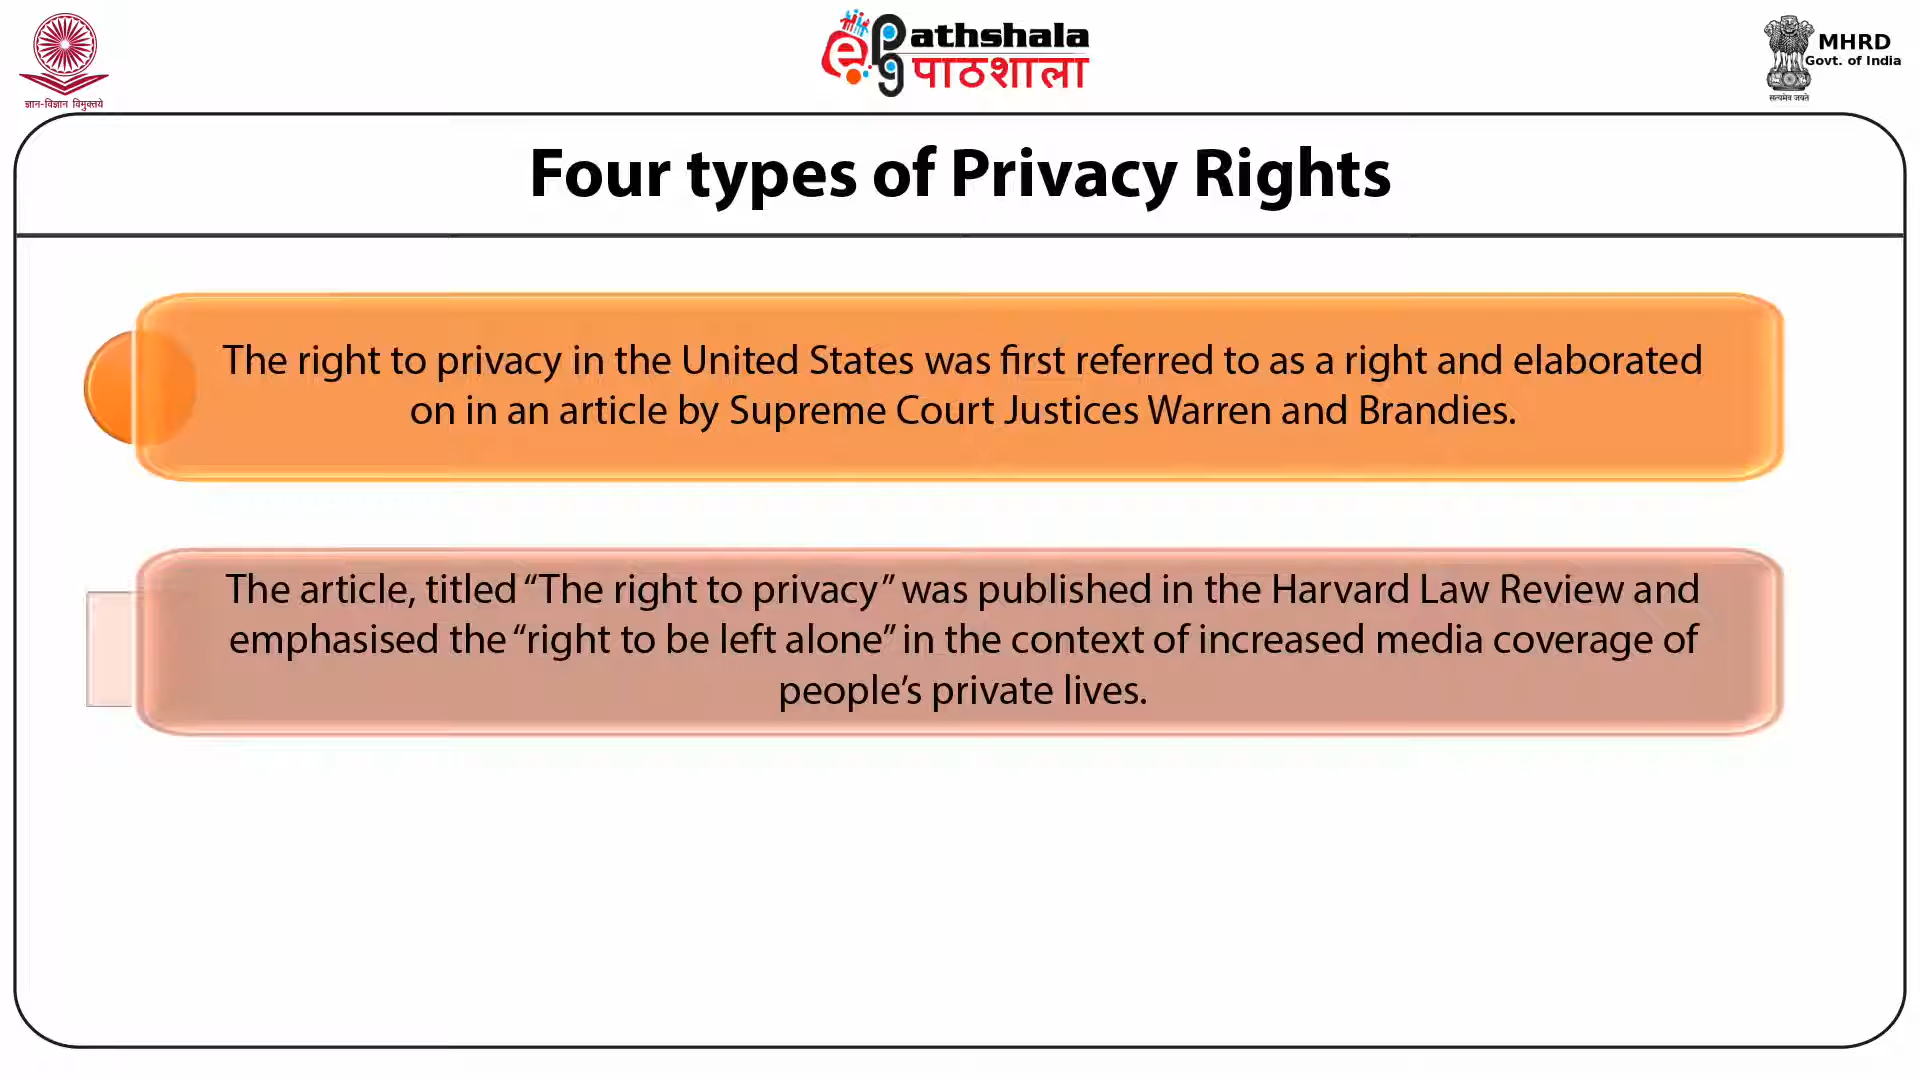 ज्ञान-विज्ञान विमुक्तये
ePG Pathshala
पाठशाला
MHRD
Govt. of India
सत्यमेव जयते
Four types of Privacy Rights
The right to privacy in the United States was first referred to as a right and elaborated
on in an article by Supreme Court Justices Warren and Brandies.
The article, titled “The right to privacy” was published in the Harvard Law Review and
emphasised the “right to be left alone” in the context of increased media coverage of
people’s private lives.